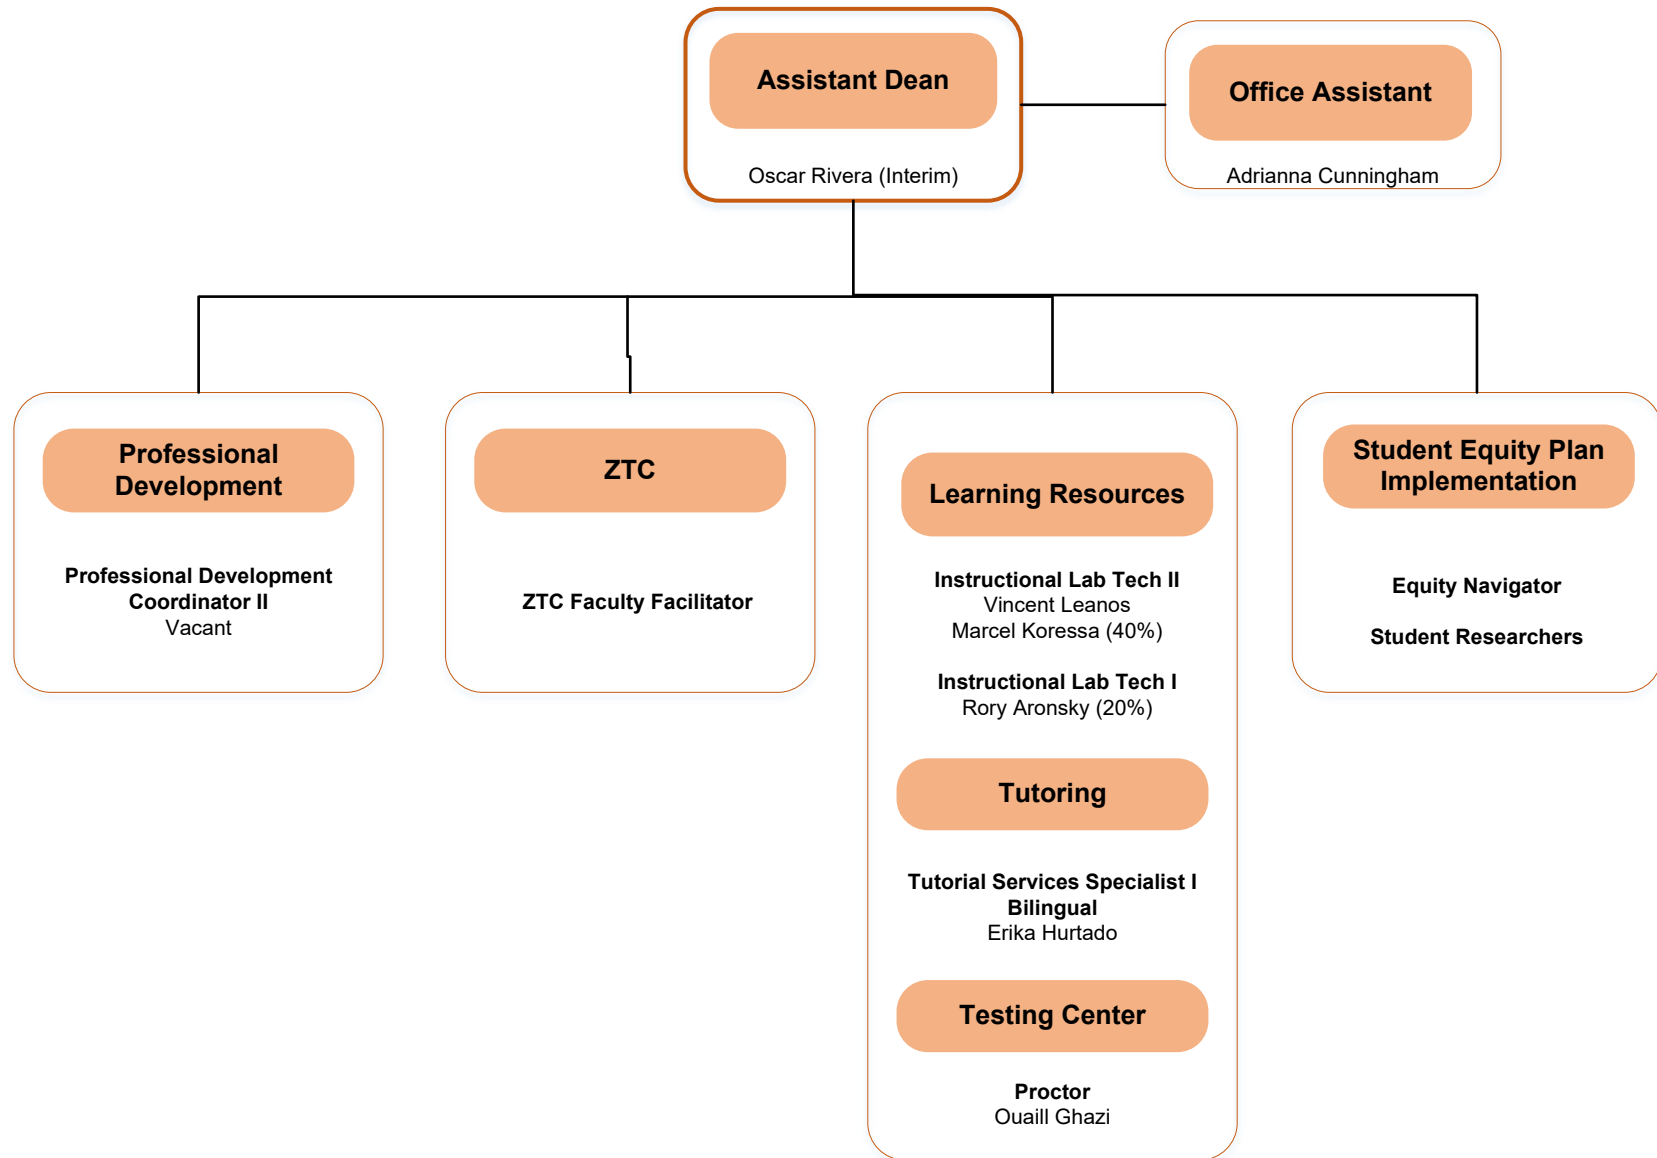 Assistant Dean
Oscar Rivera (Interim)
Office Assistant
Adrianna Cunningham
Professional
Development
Professional Development
Coordinator II
Vacant
ZTC
ZTC Faculty Facilitator
Learning Resources
Instructional Lab Tech II
Vincent Leanos
Marcel Koressa (40%)
Instructional Lab Tech I
Rory Aronsky (20%)
Tutoring
Tutorial Services Specialist I
Bilingual
Erika Hurtado
Testing Center
Proctor
Ouaill Ghazi
Student Equity Plan
Implementation
Equity Navigator
Student Researchers